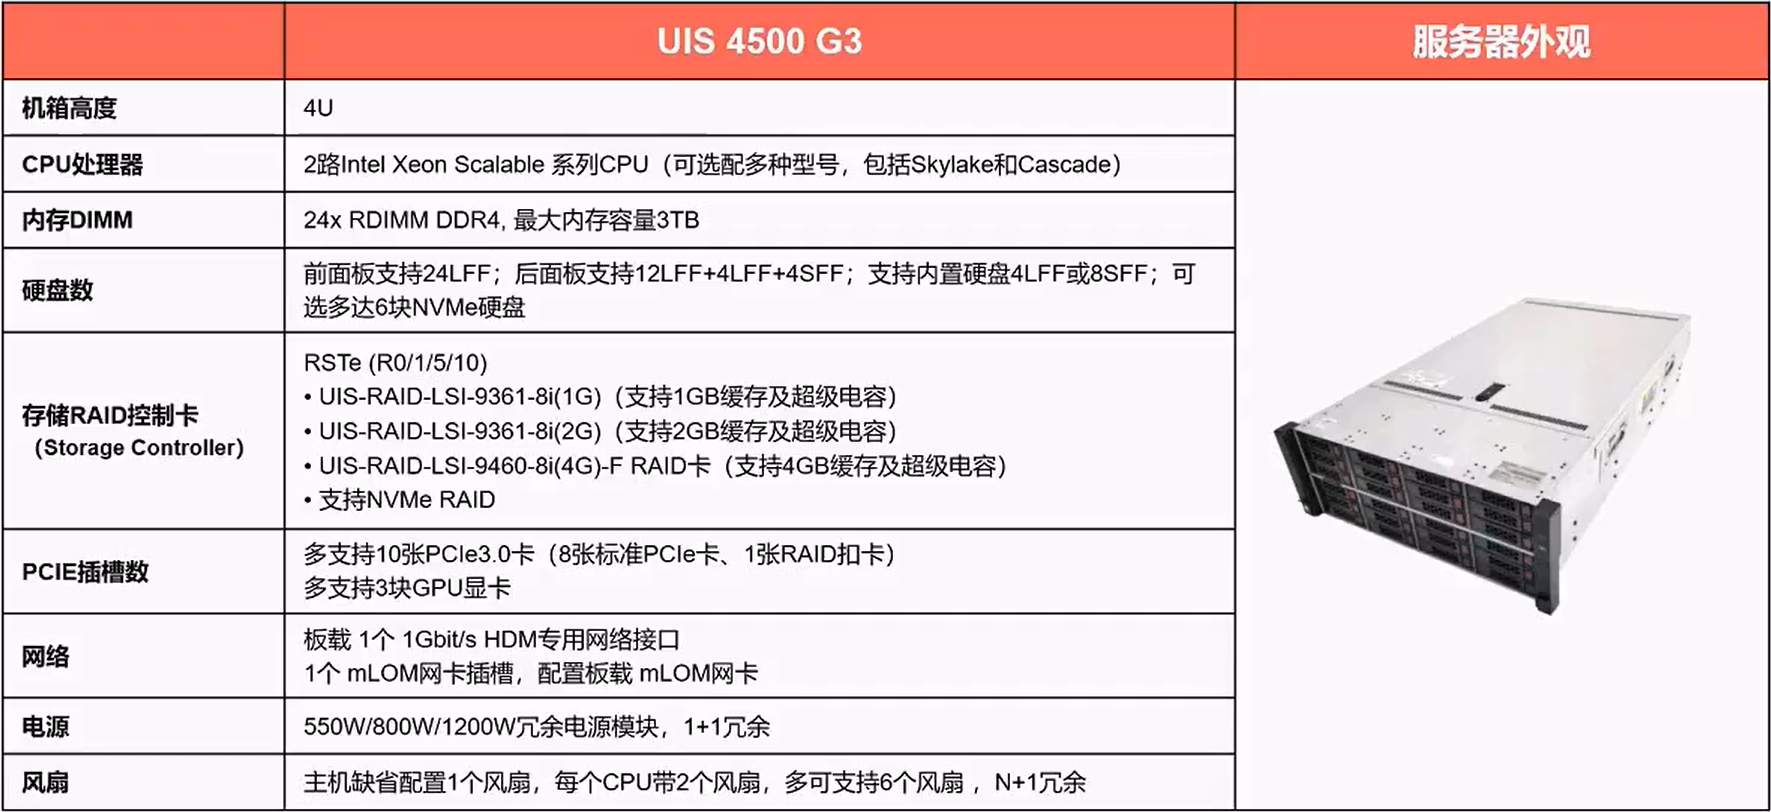 UIS 4500 G3
服务器外观
机箱高度
4U
CPU处理器
2路Intel Xeon Scalable 系列CPU（可选配多种型号，包括Skylake和Cascade）
内存DIMM
24x RDIMM DDR4, 最大内存容量3TB
硬盘数
前面板支持24LFF；后面板支持12LFF+4LFF+4SFF；支持内置硬盘4LFF或8SFF；可
选多达6块NVMe硬盘
存储RAID控制卡
（Storage Controller）
RSTe (R0/1/5/10)
• UIS-RAID-LSI-9361-8i(1G)（支持1GB缓存及超级电容）
• UIS-RAID-LSI-9361-8i(2G)（支持2GB缓存及超级电容）
• UIS-RAID-LSI-9460-8i(4G)-F RAID卡（支持4GB缓存及超级电容）
• 支持NVMe RAID
PCIE插槽数
多支持10张PCIe3.0卡（8张标准PCIe卡、1张RAID扣卡）
多支持3块GPU显卡
网络
板载 1个 1Gbit/s HDM专用网络接口
1个 mLOM网卡插槽，配置板载 mLOM网卡
电源
550W/800W/1200W冗余电源模块，1+1冗余
风扇
主机缺省配置1个风扇，每个CPU带2个风扇，多可支持6个风扇 ，N+1冗余